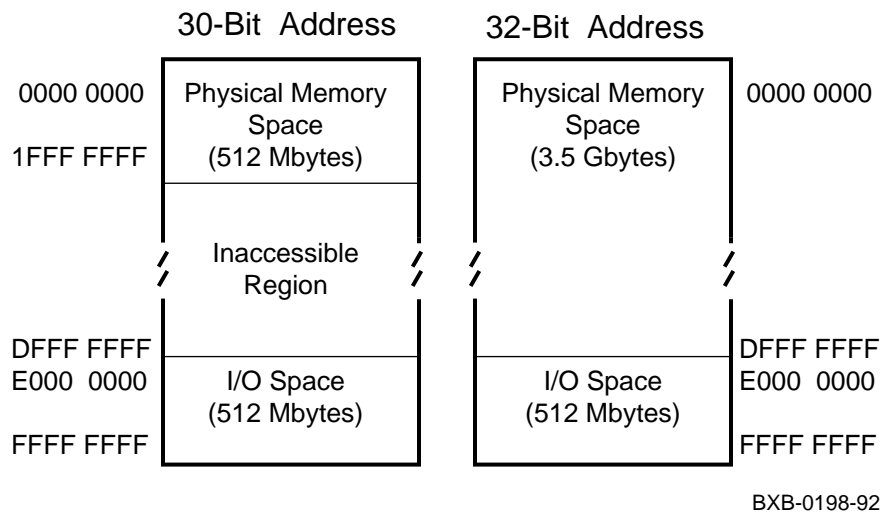 30-Bit Address
32-Bit Address
0000 0000
Physical Memory
Space
(512 Mbytes)
1FFF FFFF
Physical Memory
Space
(3.5 Gbytes)
0000 0000
Inaccessible
Region
DFFF FFFF
E000 0000
I/O Space
(512 Mbytes)
FFFF FFFF
I/O Space
(512 Mbytes)
DFFF FFFF
E000 0000
FFFF FFFF
BXB-0198-92